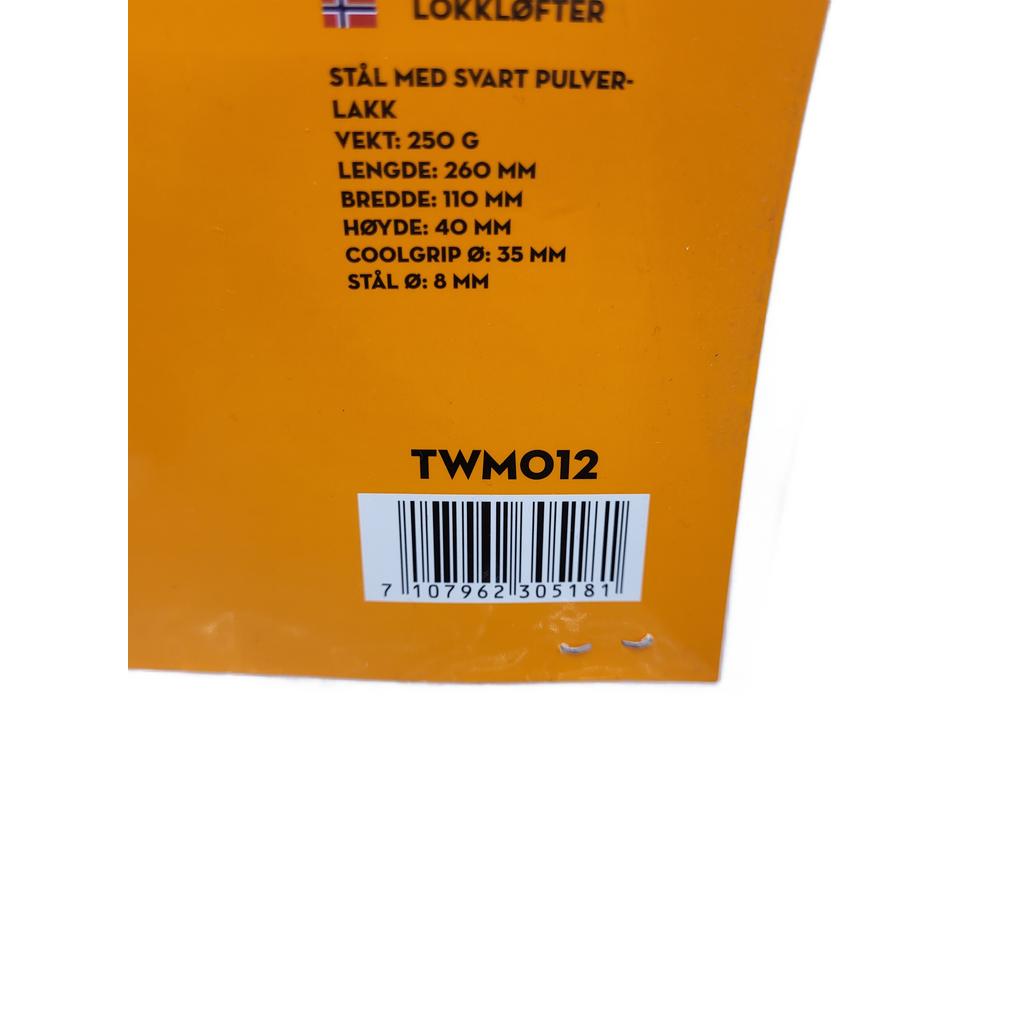 LOKKLØFTER
STÅL MED SVART PULVER-
LAKK
VEKT: 250 G
LENGDE: 260 MM
BREDDE: 110 MM
HØYDE: 40 MM
COOLGRIP Ø: 35 MM
STÅL Ø: 8 MM
TWM012
7 107962 305181